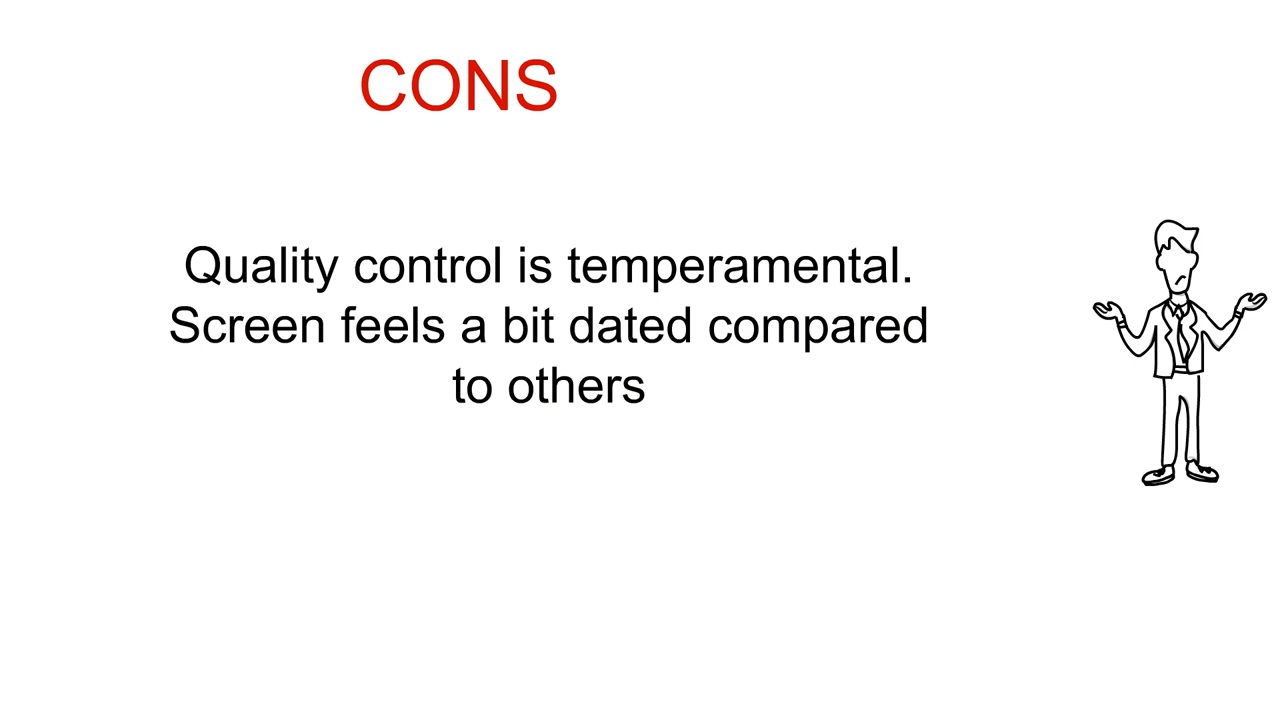 CONS
Quality control is temperamental.
Screen feels a bit dated compared
to others